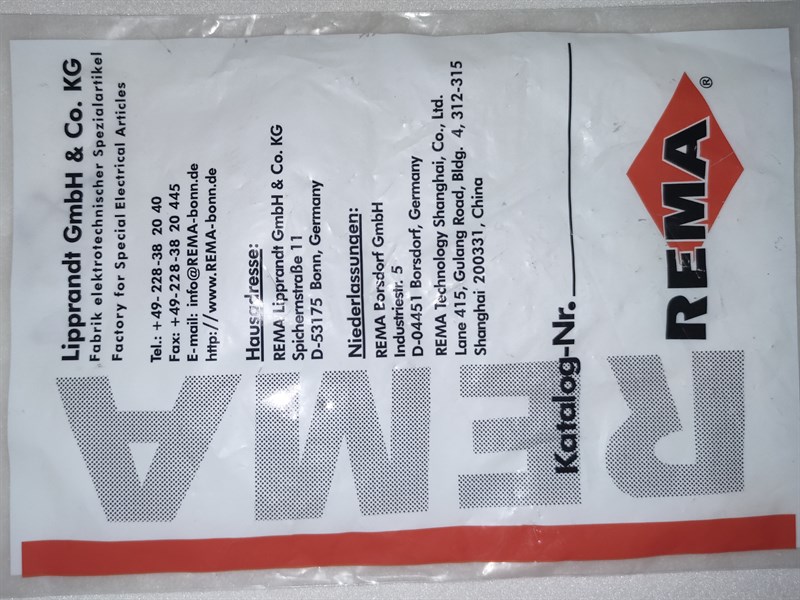 REMA®
Lipprandt GmbH & Co. KG
Fabrik elektrotechnischer Spezialartikel
Factory for Special Electrical Articles
Tel.: +49- 228-38 20 40
Fax: +49-228-38 20 445
E-mail: info@REMA-bonn.de
http://www.REMA-bonn.de
Hausadresse:
REMA Lipprandt GmbH & Co. KG
Spichernstraße 11
D-53175 Bonn, Germany
Niederlassungen:
REMA Borsdorf GmbH
Industriestr. 5
D-04451 Borsdorf, Germany
REMA Technology Shanghai, Co., Ltd.
Lane 415, Gulang Road, Bldg. 4, 312-315
Shanghai 200331, China
Katalog-Nr.
REMA